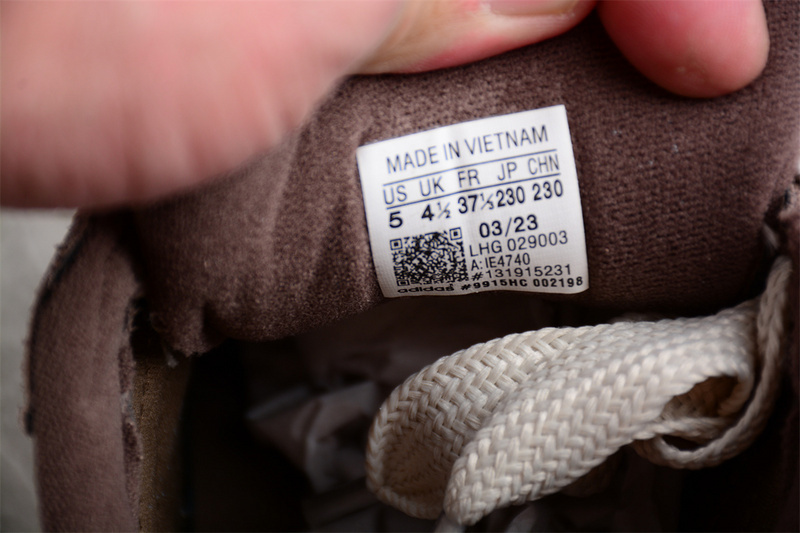 MADE IN VIETNAM
US UK FR JP CHN
5 4½ 37⅓ 230 230
03/23
LHG 029003
A: IE4740
#131915231
adidas #9915HC 002198